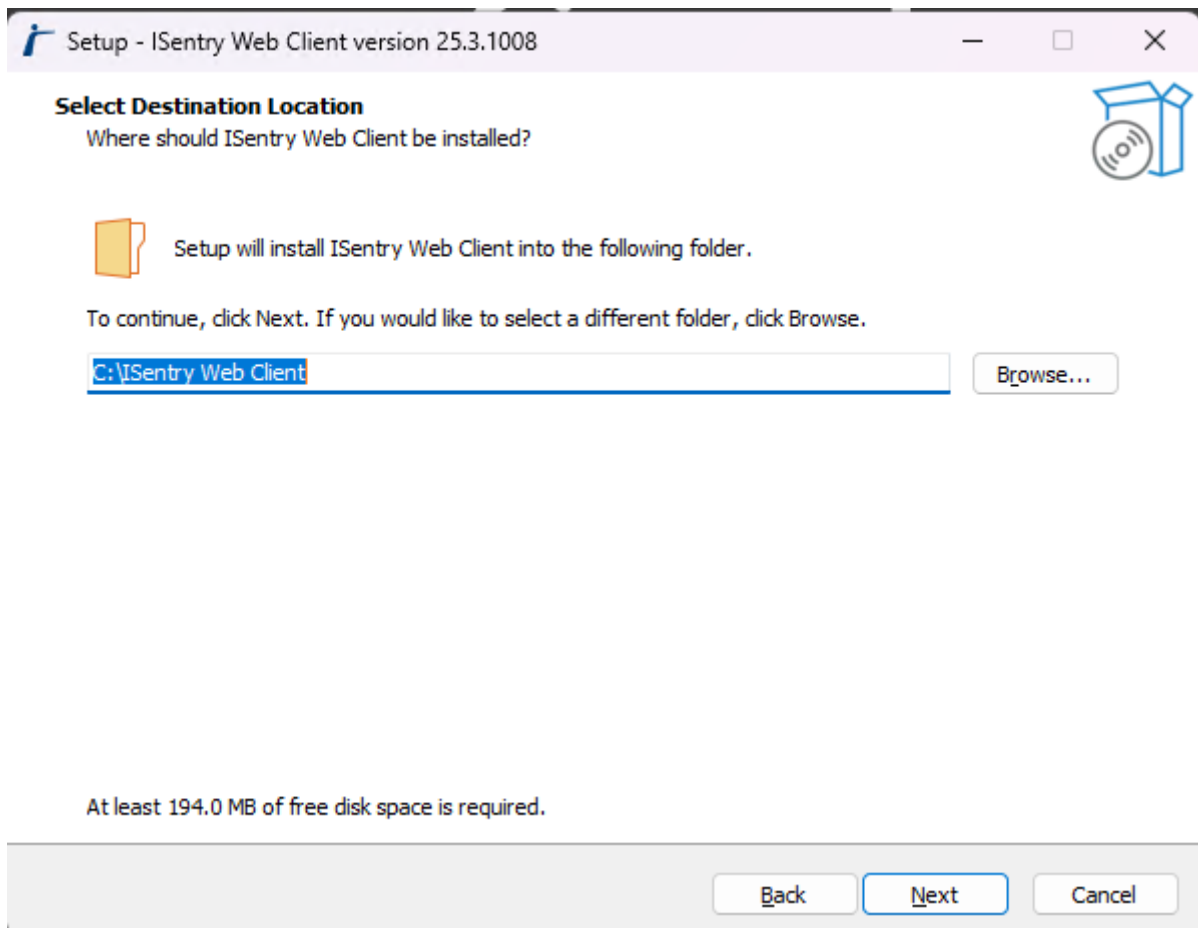 Setup - ISentry Web Client version 25.3.1008
Select Destination Location
Where should ISentry Web Client be installed?
Setup will install ISentry Web Client into the following folder.
To continue, click Next. If you would like to select a different folder, click Browse.
C:\ISentry Web Client
Browse...
At least 194.0 MB of free disk space is required.
Back
Next
Cancel